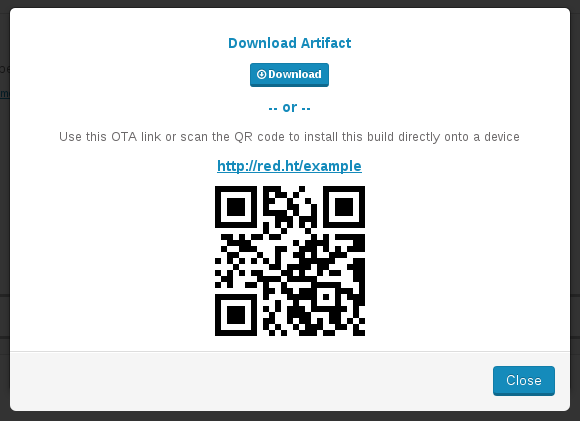 Download Artifact
Download
-- or --
Use this OTA link or scan the QR code to install this build directly onto a device
http://red.ht/example
Close